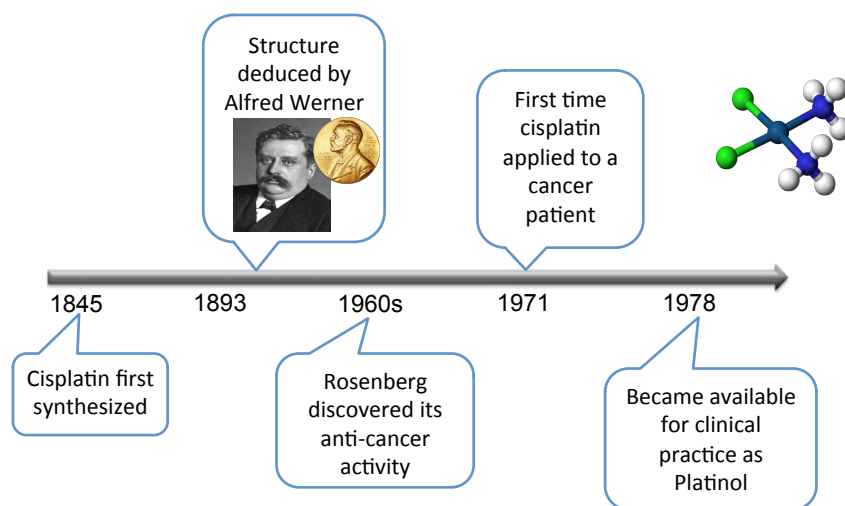 Structure
deduced by
Alfred Werner
First time
cisplatin
applied to a
cancer
patient
1845
1893
1960s
1971
1978
Cisplatin first
synthesized
Rosenberg
discovered its
anti-cancer
activity
Became available
for clinical
practice as
Platinol